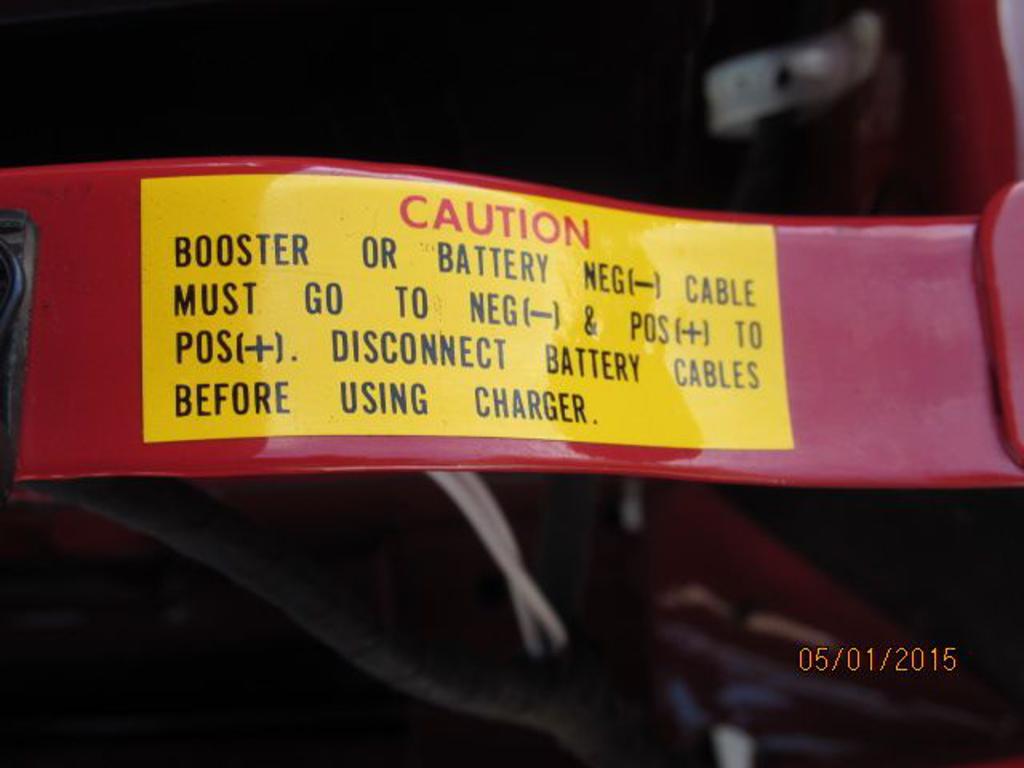 CAUTION
BOOSTER OR BATTERY NEG(-) CABLE
MUST GO TO NEG(-) & POS(+) TO
POS(+). DISCONNECT BATTERY CABLES
BEFORE USING CHARGER.
05/01/2015